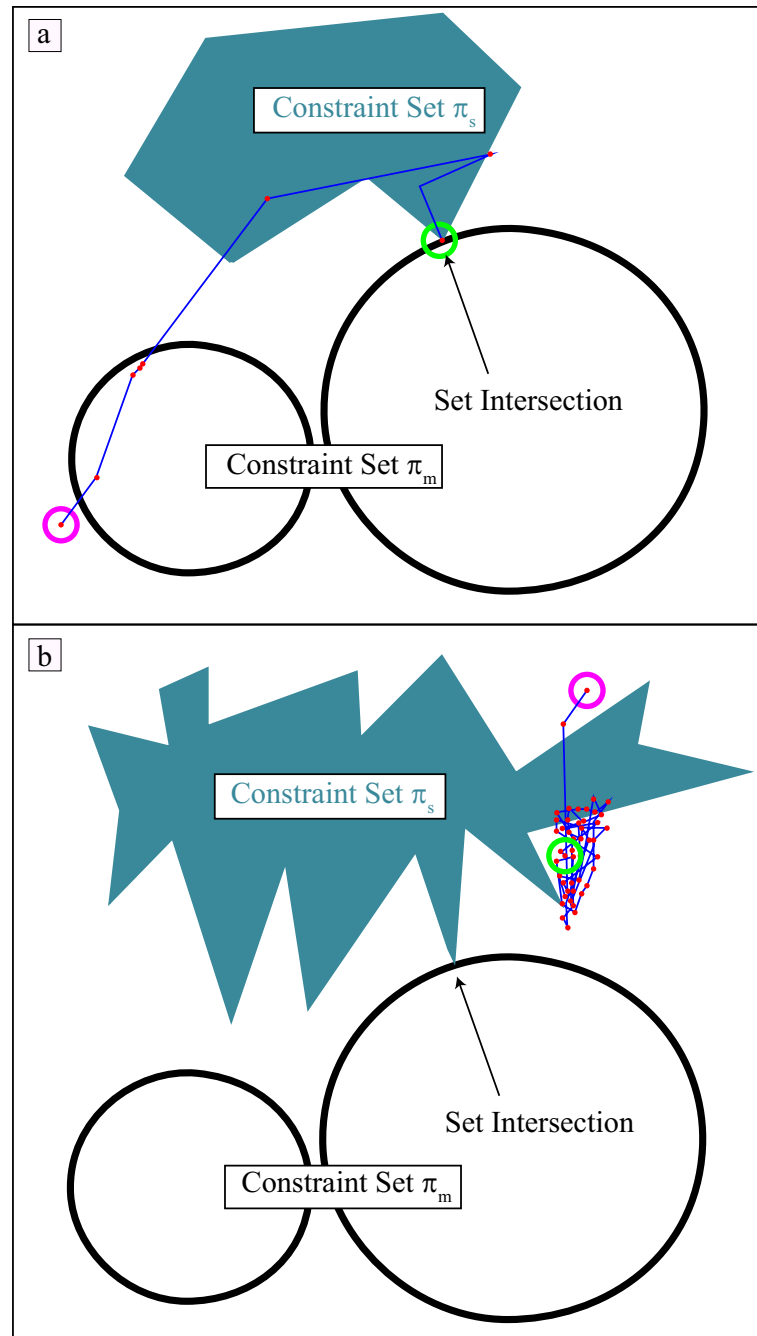 a
Constraint Set πs
Set Intersection
Constraint Set πm
b
Constraint Set πs
Set Intersection
Constraint Set πm